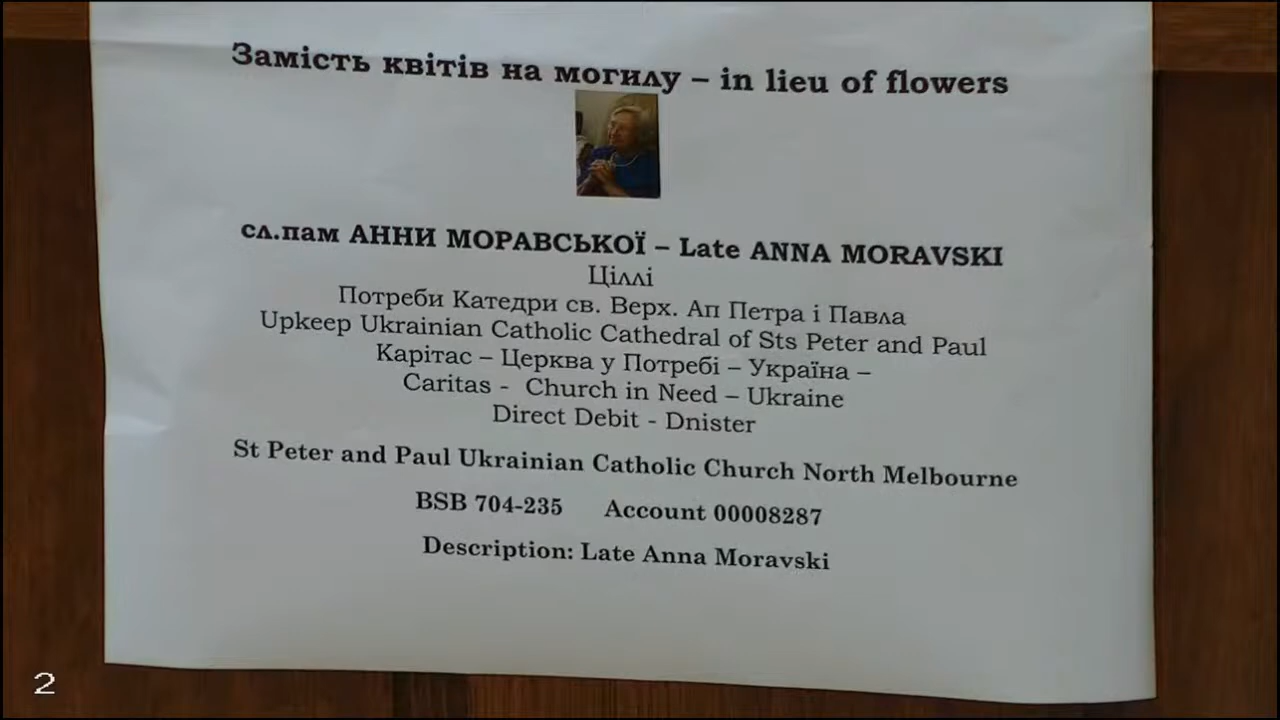 Замість квітів на могилу – in lieu of flowers
сл.пам АННИ МОРАВСЬКОЇ – Late ANNA MORAVSKI
Ціллі
Потреби Катедри св. Верх. Ап Петра і Павла
Upkeep Ukrainian Catholic Cathedral of Sts Peter and Paul
Карітас – Церква у Потребі – Україна –
Caritas - Church in Need – Ukraine
Direct Debit - Dnister
St Peter and Paul Ukrainian Catholic Church North Melbourne
BSB 704-235 Account 00008287
Description: Late Anna Moravski
2